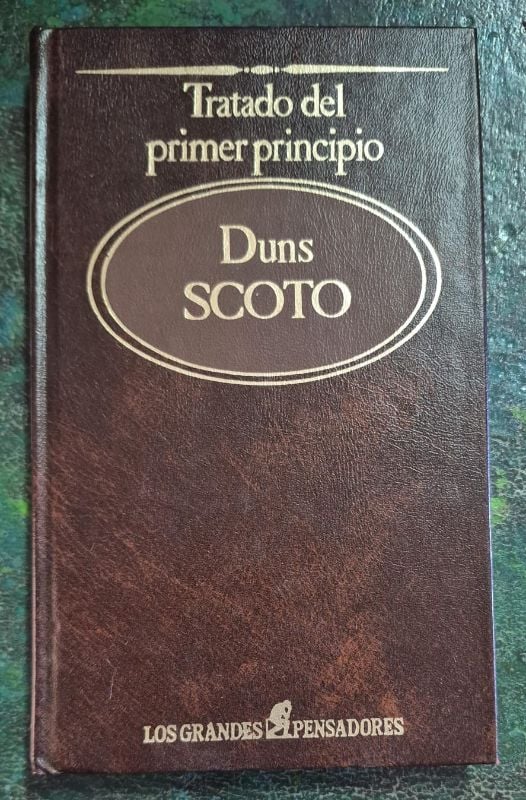 Tratado del
primer principio
Duns
SCOTO
LOS GRANDES PENSADORES